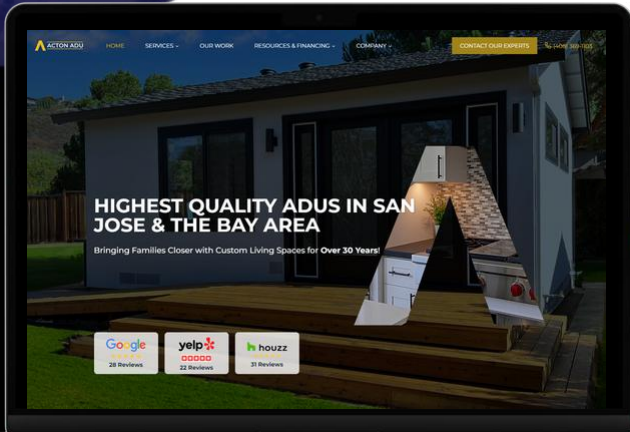 ACTON ADU
HOME
SERVICES
OUR WORK
RESOURCES & FINANCING
COMPANY
CONTACT OUR EXPERTS
HIGHEST QUALITY ADUS IN SAN
JOSE & THE BAY AREA
Bringing Families Closer with Custom Living Spaces for Over 30 Years!
Google
28 Reviews
yelp
22 Reviews
houzz
31 Reviews